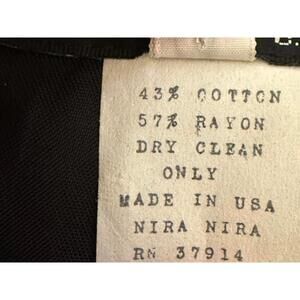 43% COTTON
57% RAYON
DRY CLEAN
ONLY
MADE IN USA
NIRA NIRA
RN 37914